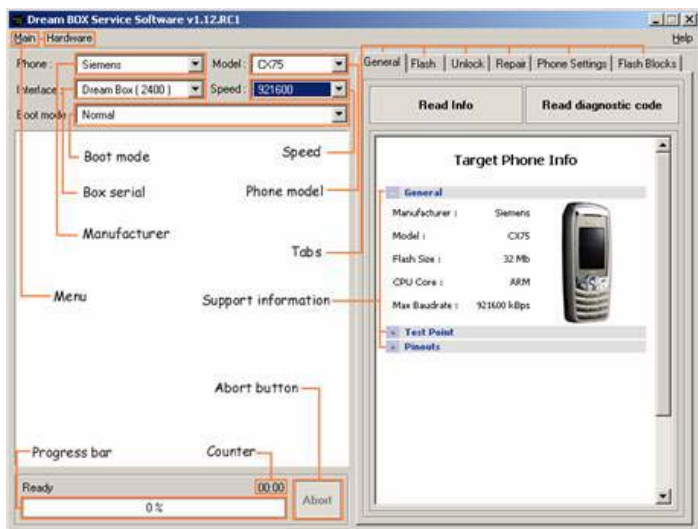 Dream BOX Service Software v1.12.RC1
Main Hardware Help
Phone : Siemens Model : CX75
Interface : Dream Box ( 2400 ) Speed : 921600
Boot mode : Normal
General Flash Unlock Repair Phone Settings Flash Blocks
Read Info Read diagnostic code
Boot mode Speed
Box serial Phone model
Manufacturer
Tabs
Menu
Support information
Target Phone Info
General
Manufacturer : Siemens
Model : CX75
Flash Size : 32 Mb
CPU Core : ARM
Max Baudrate : 921600 kBps
Test Point
Pinouts
Abort button
Progress bar Counter
Ready 00:00
0 % Abort